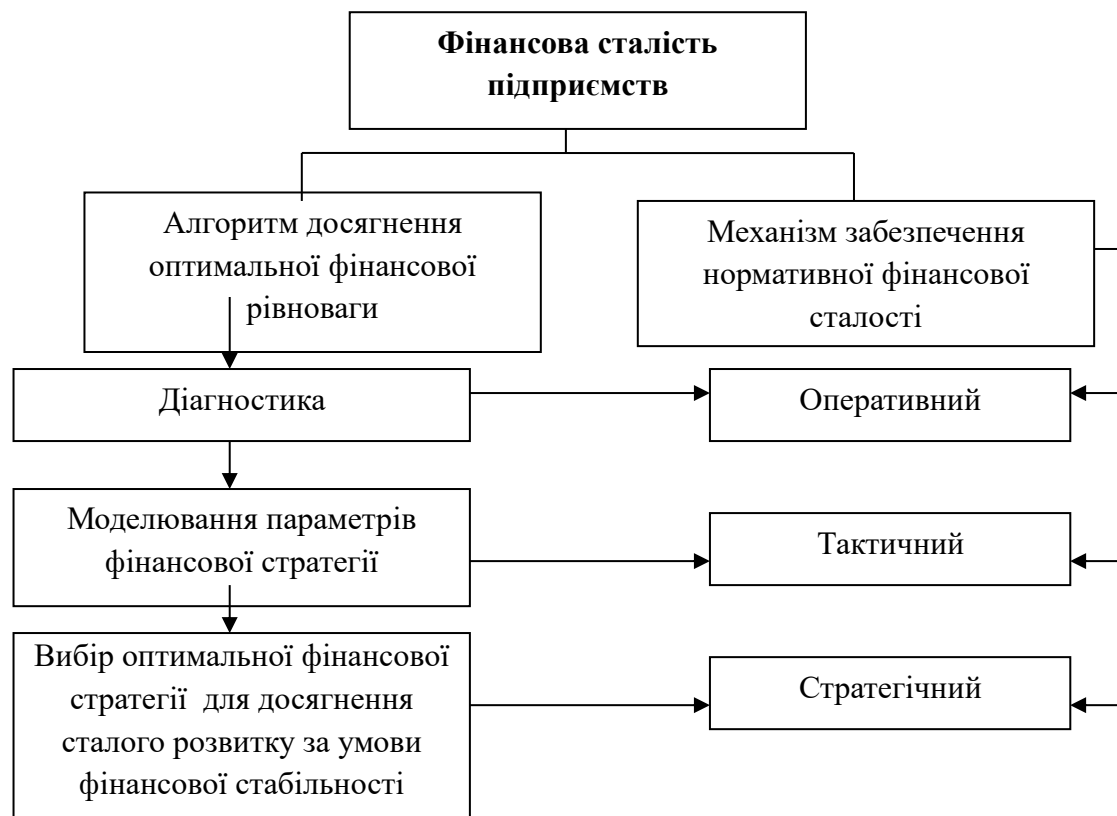 Фінансова сталість
підприємств
Алгоритм досягнення
оптимальної фінансової
рівноваги
Механізм забезпечення
нормативної фінансової
сталості
Діагностика
Оперативний
Моделювання параметрів
фінансової стратегії
Тактичний
Вибір оптимальної фінансової
стратегії для досягнення
сталого розвитку за умови
фінансової стабільності
Стратегічний